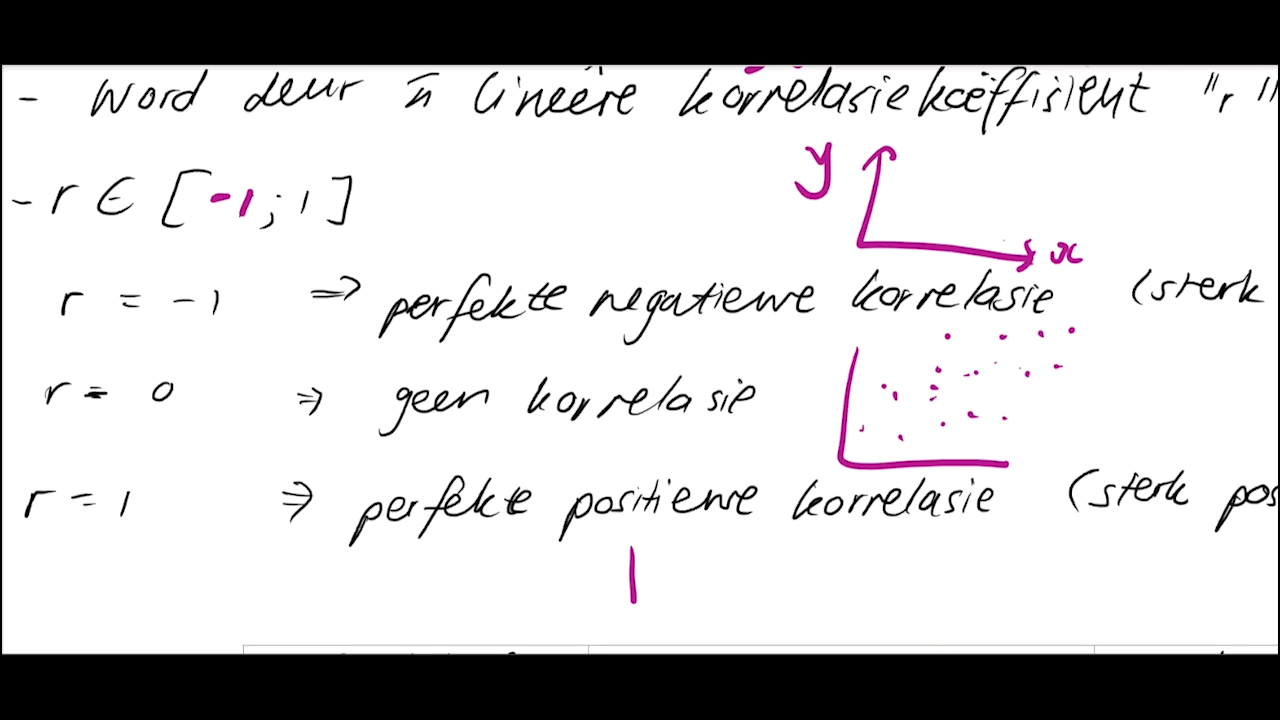 - Word deur 'n lineêre korrelasiekoëffisiënt "r"
- r ∈ [-1; 1]
y
x
r = -1 ⇒ perfekte negatiewe korrelasie (sterk
r = 0 ⇒ geen korrelasie
r = 1 ⇒ perfekte positiewe korrelasie (sterk pos